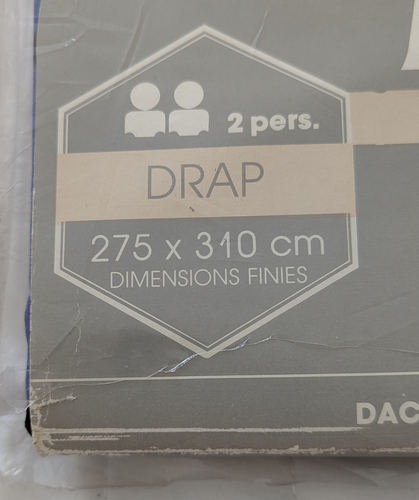 2 pers.
DRAP
275 x 310 cm
DIMENSIONS FINIES
DAC